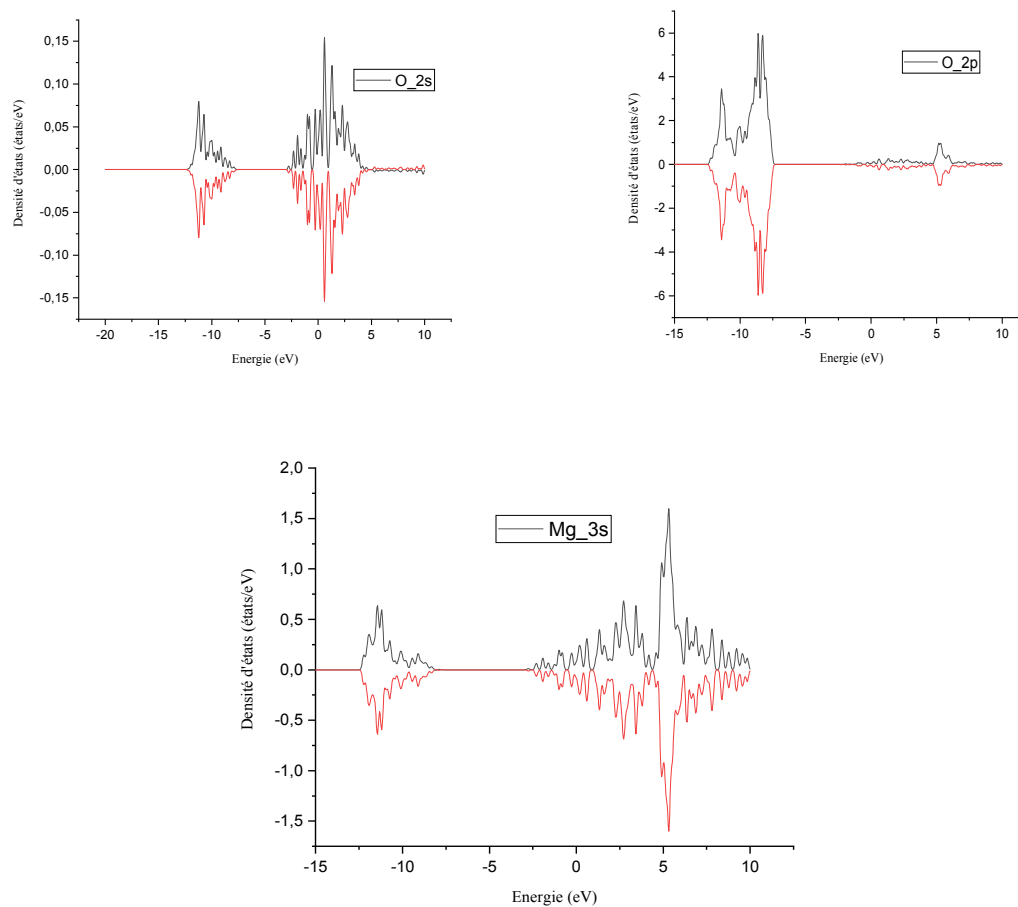 0,15
0,10
0,05
0,00
-0,05
-0,10
-0,15
Densité d'états (états/eV)
O_2s
-20 -15 -10 -5 0 5 10
Energie (eV)
6
4
2
0
-2
-4
-6
Densité d'états (états/eV)
O_2p
-15 -10 -5 0 5 10
Energie (eV)
2,0
1,5
1,0
0,5
0,0
-0,5
-1,0
-1,5
Densité d'états (états/eV)
Mg_3s
-15 -10 -5 0 5 10
Energie (eV)